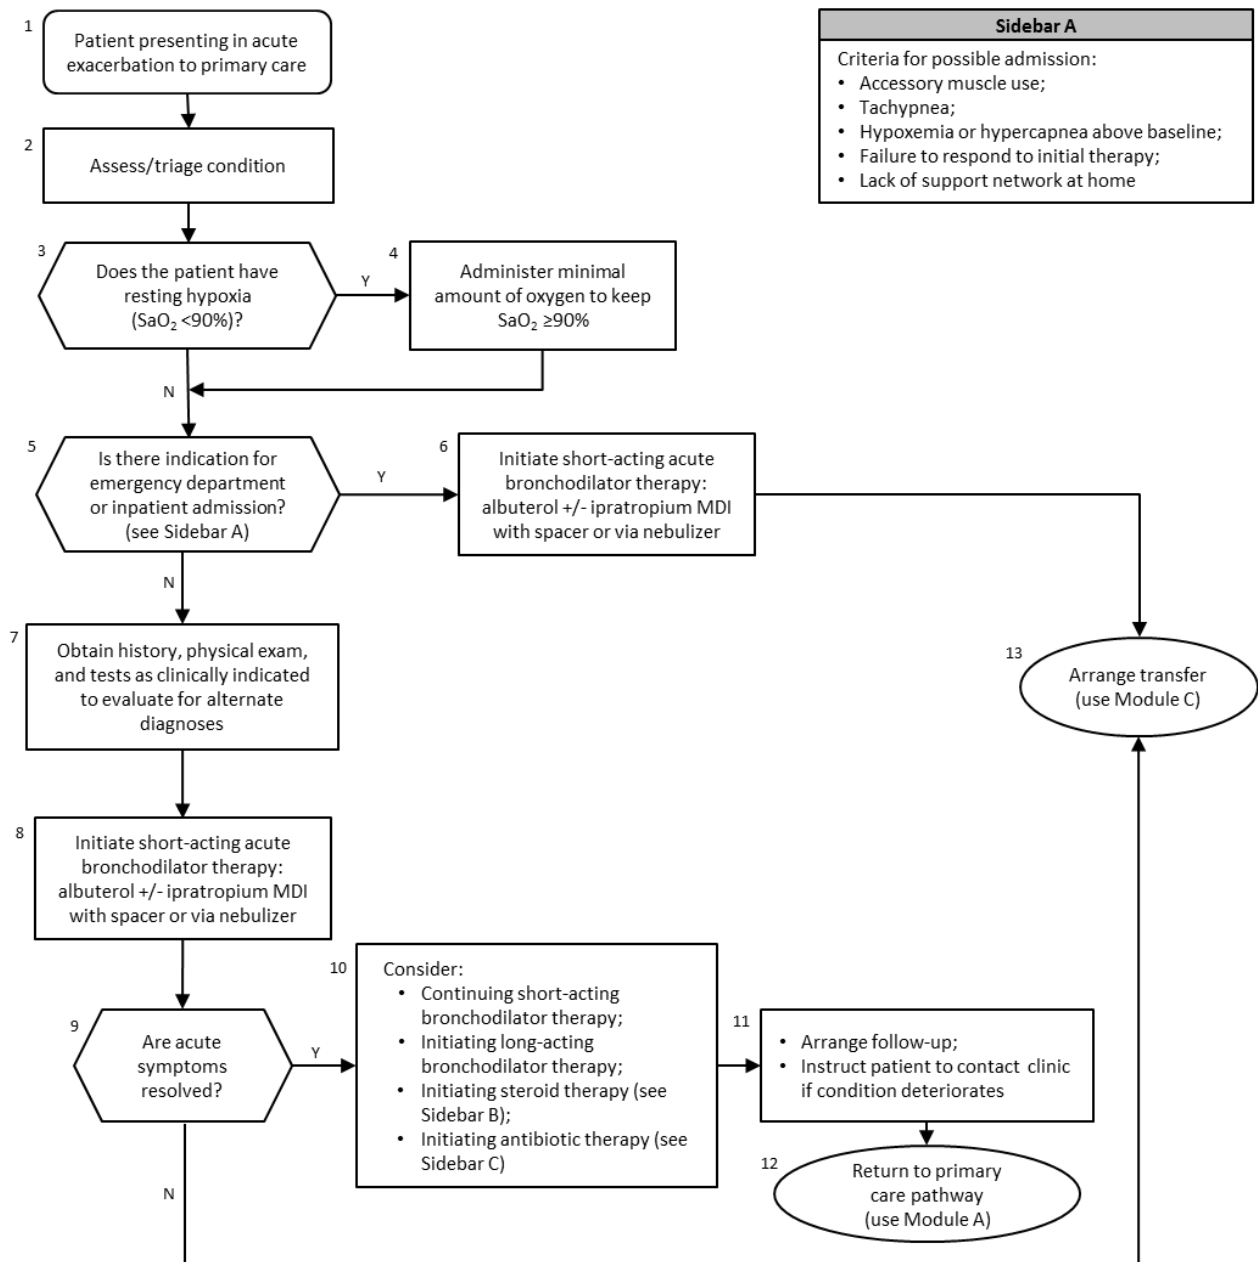 1
Patient presenting in acute
exacerbation to primary care
Sidebar A
Criteria for possible admission:
• Accessory muscle use;
• Tachypnea;
• Hypoxemia or hypercapnea above baseline;
• Failure to respond to initial therapy;
• Lack of support network at home
2
Assess/triage condition
3
Does the patient have
resting hypoxia
(SaO₂ <90%)?
Y
4
Administer minimal
amount of oxygen to keep
SaO₂ ≥90%
N
5
Is there indication for
emergency department
or inpatient admission?
(see Sidebar A)
Y
6
Initiate short-acting acute
bronchodilator therapy:
albuterol +/- ipratropium MDI
with spacer or via nebulizer
N
7
Obtain history, physical exam,
and tests as clinically indicated
to evaluate for alternate
diagnoses
13
Arrange transfer
(use Module C)
8
Initiate short-acting acute
bronchodilator therapy:
albuterol +/- ipratropium MDI
with spacer or via nebulizer
9
Are acute
symptoms
resolved?
Y
10
Consider:
• Continuing short-acting
bronchodilator therapy;
• Initiating long-acting
bronchodilator therapy;
• Initiating steroid therapy (see
Sidebar B);
• Initiating antibiotic therapy (see
Sidebar C)
11
• Arrange follow-up;
• Instruct patient to contact clinic
if condition deteriorates
N
12
Return to primary
care pathway
(use Module A)